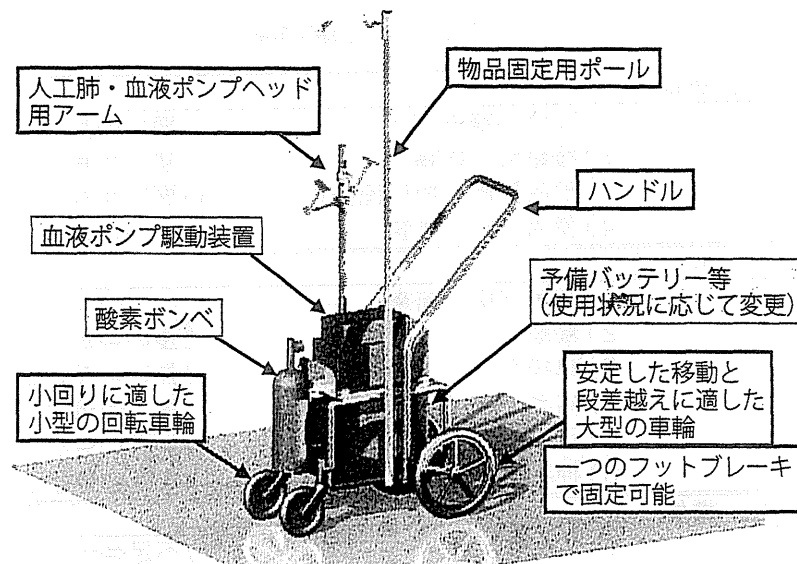 人工肺・血液ポンプヘッド
用アーム
物品固定用ポール
ハンドル
血液ポンプ駆動装置
予備バッテリー等
(使用状況に応じて変更)
酸素ボンベ
小回りに適した
小型の回転車輪
安定した移動と
段差越えに適した
大型の車輪
一つのフットブレーキ
で固定可能